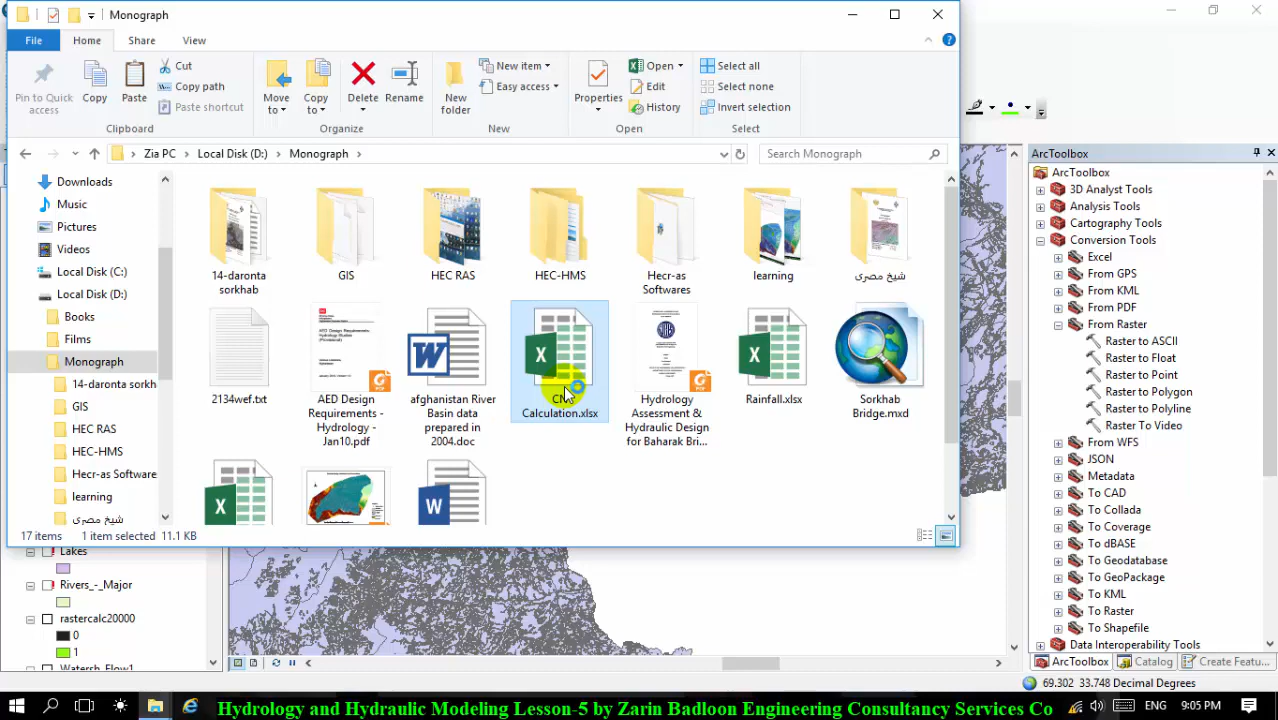 Monograph
File
Home
Share
View
Pin to Quick
access
Copy
Paste
Cut
Copy path
Paste shortcut
Clipboard
Move
to
Copy
to
Delete
Rename
Organize
New
folder
New item
Easy access
New
Properties
Open
Edit
History
Open
Select all
Select none
Invert selection
Select
Zia PC
Local Disk (D:)
Monograph
Search Monograph
Downloads
Music
Pictures
Videos
Local Disk (C:)
Local Disk (D:)
Books
Films
Monograph
14-daronta sorkh
GIS
HEC RAS
HEC-HMS
Hecr-as Software
learning
شیخ مصری
14-daronta
sorkhab
GIS
HEC RAS
HEC-HMS
Hecr-as
Softwares
learning
شیخ مصری
2134wef.txt
AED Design
Requirements -
Hydrology -
Jan10.pdf
afghanistan River
Basin data
prepared in
2004.doc
Calculation.xlsx
Hydrology
Assessment &
Hydraulic Design
for Baharak Bri...
Rainfall.xlsx
Sorkhab
Bridge.mxd
17 items
1 item selected
11.1 KB
Lakes
Rivers_-_Major
rastercalc20000
0
1
Watersh_Flow1
ArcToolbox
ArcToolbox
3D Analyst Tools
Analysis Tools
Cartography Tools
Conversion Tools
Excel
From GPS
From KML
From PDF
From Raster
Raster to ASCII
Raster to Float
Raster to Point
Raster to Polygon
Raster to Polyline
Raster To Video
From WFS
JSON
Metadata
To CAD
To Collada
To Coverage
To dBASE
To Geodatabase
To GeoPackage
To KML
To Raster
To Shapefile
Data Interoperability Tools
ArcToolbox
Catalog
Create Featu...
69.302 33.748 Decimal Degrees
Hydrology and Hydraulic Modeling Lesson-5 by Zarin Badloon Engineering Consultancy Services Co
ENG
9:05 PM